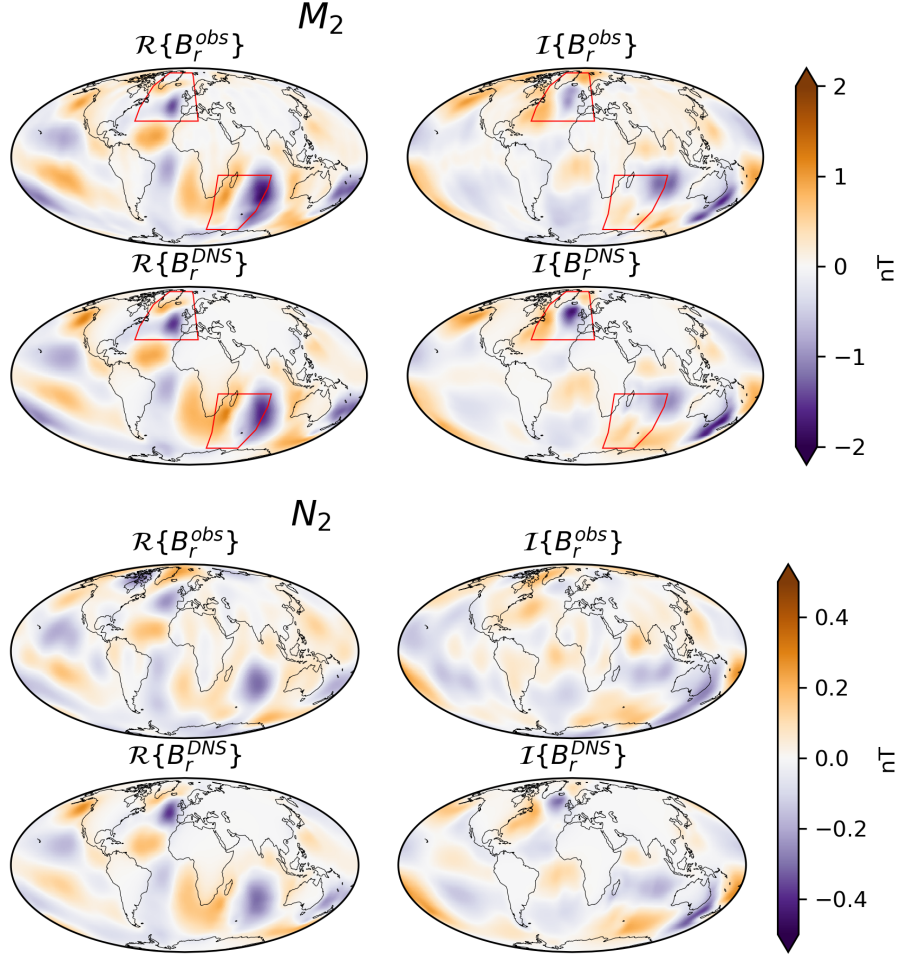 M₂
ℛ{B_r^{obs}} ℐ{B_r^{obs}}
2
1
0
−1
−2
nT
ℛ{B_r^{DNS}} ℐ{B_r^{DNS}}
N₂
ℛ{B_r^{obs}} ℐ{B_r^{obs}}
0.4
0.2
0.0
−0.2
−0.4
nT
ℛ{B_r^{DNS}} ℐ{B_r^{DNS}}